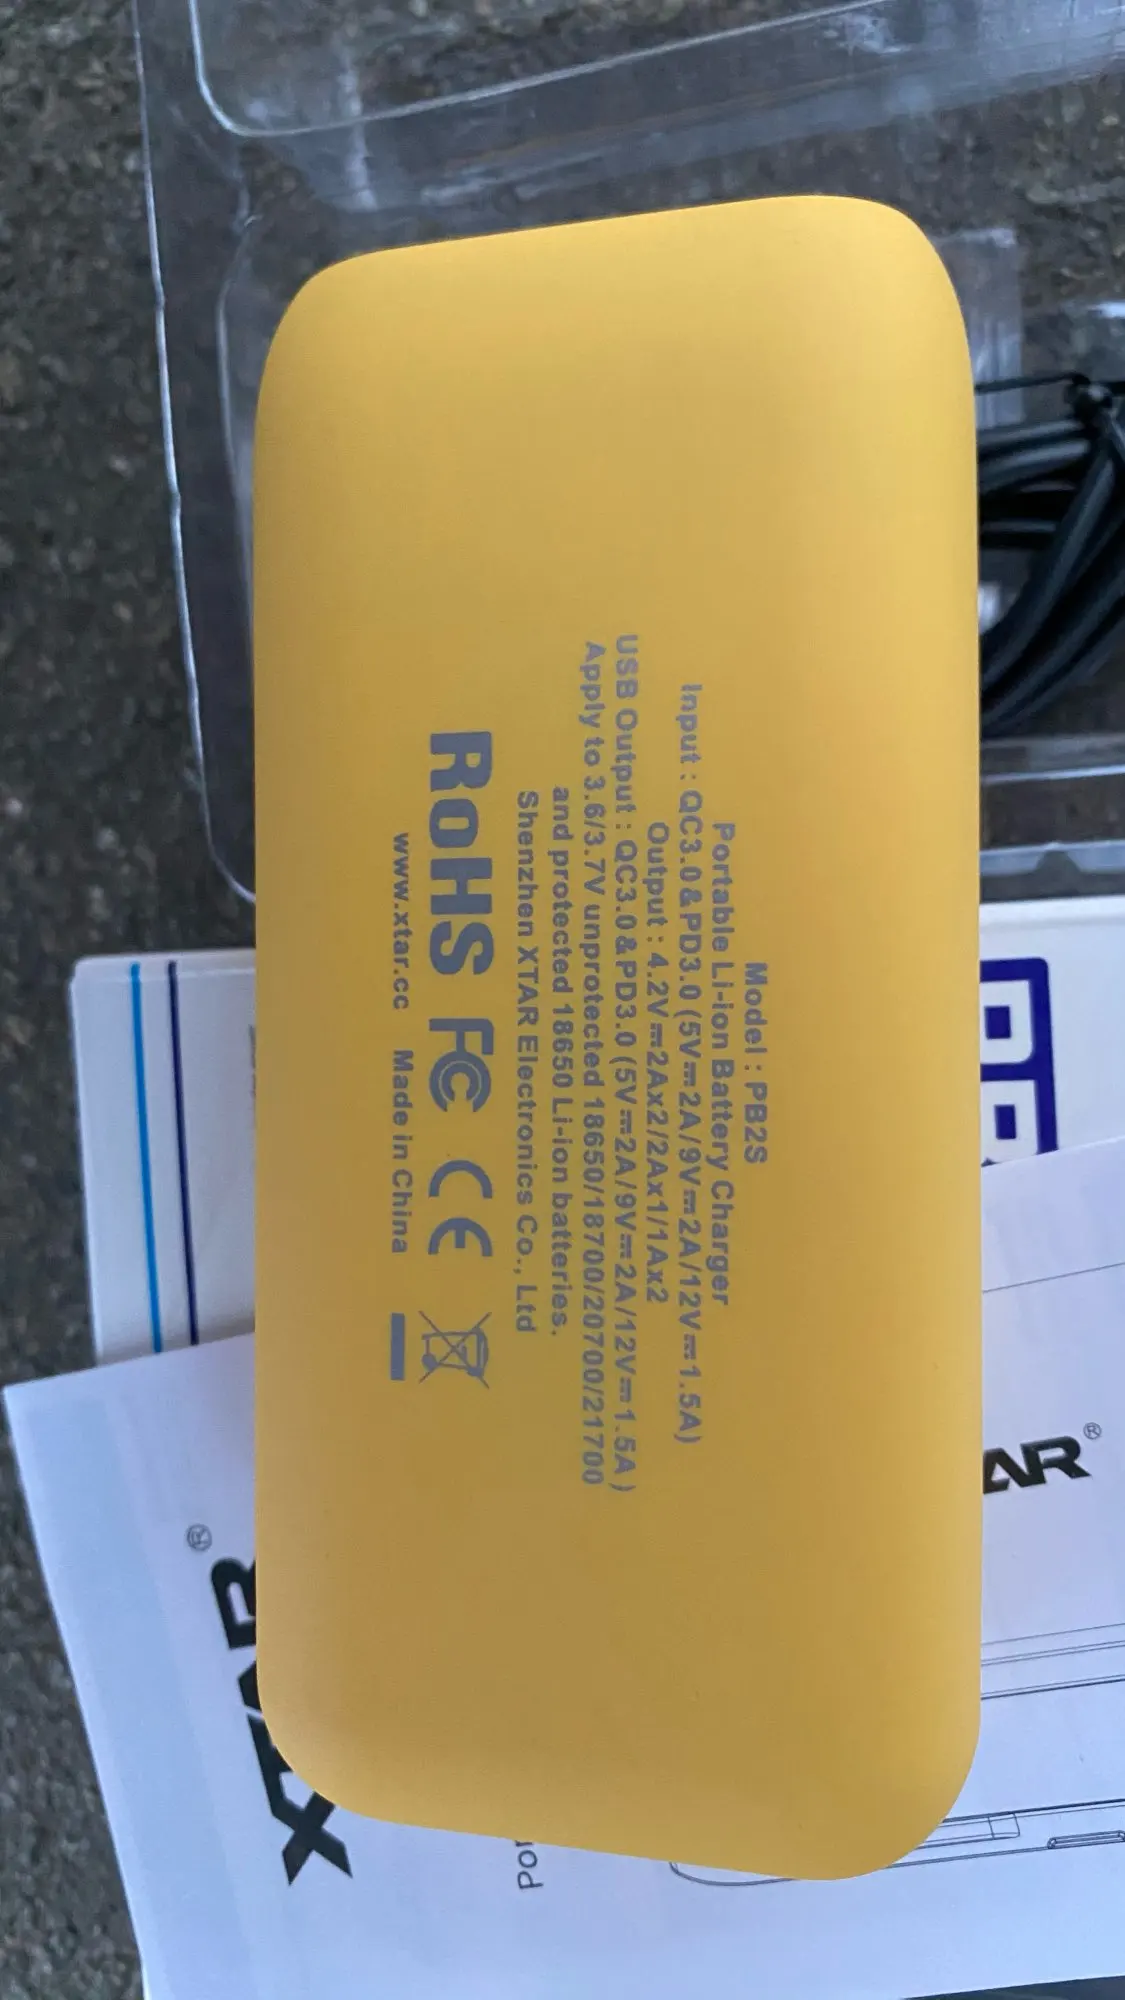 Model : PB2S
Portable Li-ion Battery Charger
Input : QC3.0&PD3.0 (5V⎓2A/9V⎓2A/12V⎓1.5A)
Output : 4.2V⎓2Ax2/2Ax1/1Ax2
USB Output : QC3.0&PD3.0 (5V⎓2A/9V⎓2A/12V⎓1.5A)
Apply to 3.6/3.7V unprotected 18650/18700/20700/21700
and protected 18650 Li-ion batteries.
Shenzhen XTAR Electronics Co., Ltd
RoHS FC CE
www.xtar.cc Made in China
XTAR®
AR®